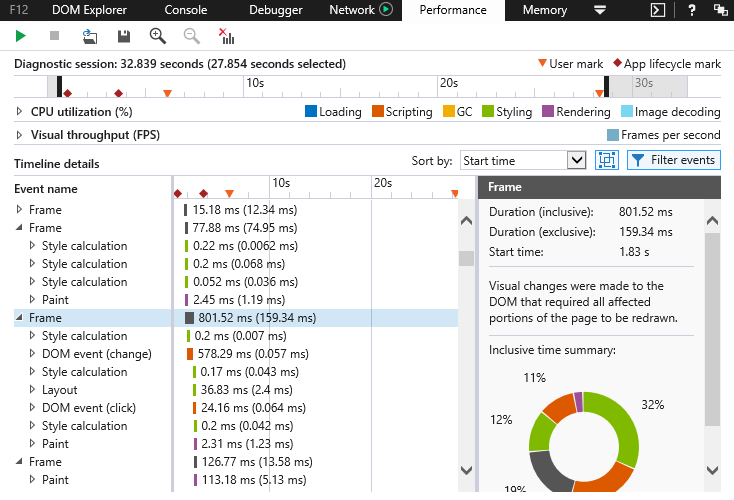 F12 DOM Explorer Console Debugger Network Performance Memory ?
Diagnostic session: 32.839 seconds (27.854 seconds selected) User mark App lifecycle mark
10s 20s 30s
CPU utilization (%) Loading Scripting GC Styling Rendering Image decoding
Visual throughput (FPS) Frames per second
Timeline details Sort by: Start time Filter events
Event name 10s 20s Frame
Frame 15.18 ms (12.34 ms) Duration (inclusive): 801.52 ms
Frame 77.88 ms (74.95 ms) Duration (exclusive): 159.34 ms
Style calculation 0.22 ms (0.0062 ms) Start time: 1.83 s
Style calculation 0.2 ms (0.068 ms)
Style calculation 0.052 ms (0.036 ms) Visual changes were made to the
Paint 2.45 ms (1.19 ms) DOM that required all affected
Frame 801.52 ms (159.34 ms) portions of the page to be redrawn.
Style calculation 0.2 ms (0.007 ms)
DOM event (change) 578.29 ms (0.057 ms) Inclusive time summary:
Style calculation 0.17 ms (0.043 ms) 11%
Layout 36.83 ms (2.4 ms)
DOM event (click) 24.16 ms (0.064 ms) 32%
Style calculation 0.2 ms (0.042 ms) 12%
Paint 2.31 ms (1.23 ms)
Frame 126.77 ms (13.58 ms)
Paint 113.18 ms (5.13 ms) 19%